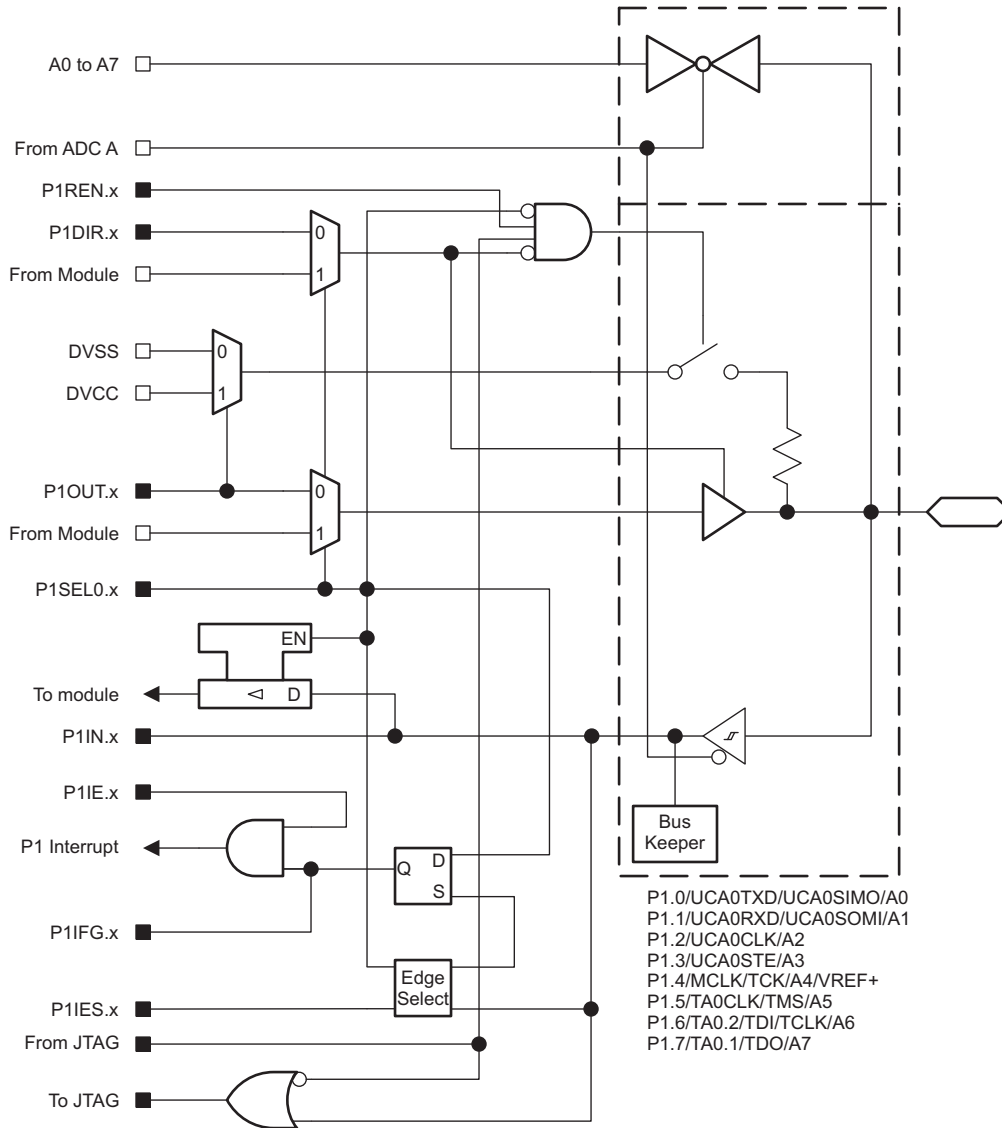 A0 to A7
From ADC A
P1REN.x
P1DIR.x
0
From Module
1
DVSS
0
DVCC
1
P1OUT.x
0
From Module
1
P1SEL0.x
EN
To module
D
P1IN.x
P1IE.x
Bus
Keeper
P1 Interrupt
Q
D
S
P1IFG.x
Edge
Select
P1IES.x
From JTAG
To JTAG
P1.0/UCA0TXD/UCA0SIMO/A0
P1.1/UCA0RXD/UCA0SOMI/A1
P1.2/UCA0CLK/A2
P1.3/UCA0STE/A3
P1.4/MCLK/TCK/A4/VREF+
P1.5/TA0CLK/TMS/A5
P1.6/TA0.2/TDI/TCLK/A6
P1.7/TA0.1/TDO/A7